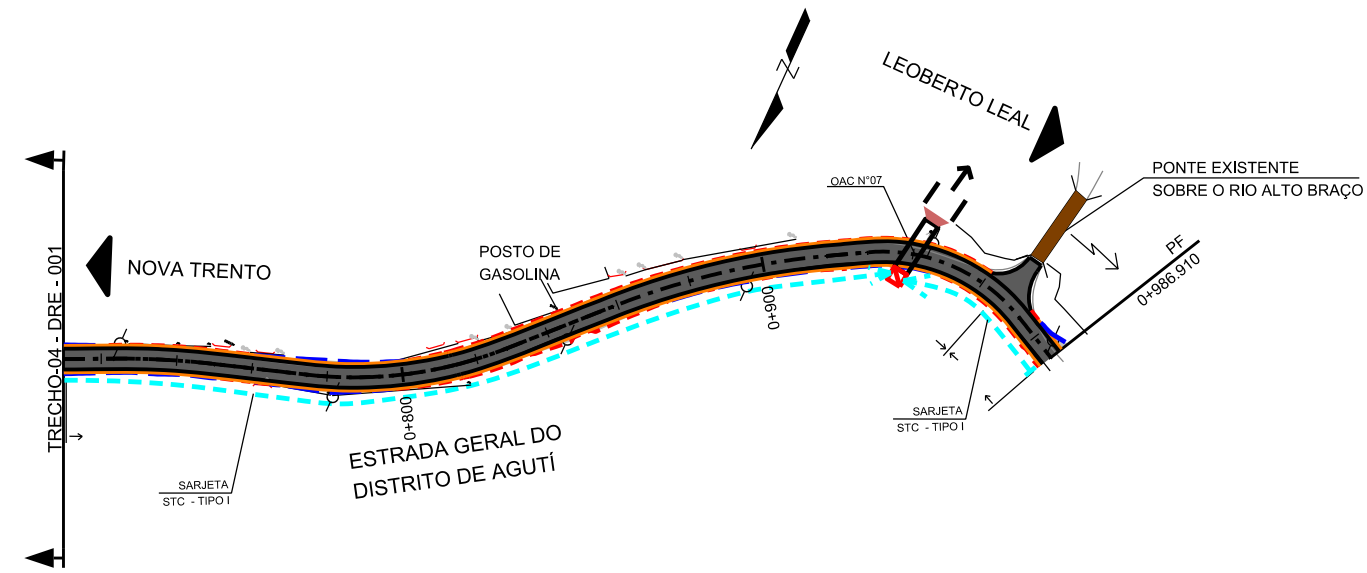 LEOBERTO LEAL
PONTE EXISTENTE
SOBRE O RIO ALTO BRAÇO
OAC N°07
N
PF
0+986.910
POSTO DE
GASOLINA
NOVA TRENTO
TRECHO-04 - DRE - 001
0+900
0+800
ESTRADA GERAL DO
DISTRITO DE AGUTÍ
SARJETA
STC - TIPO I
SARJETA
STC - TIPO I